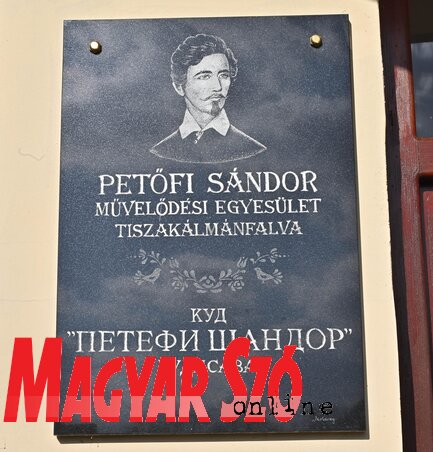 PETŐFI SÁNDOR
MŰVELŐDÉSI EGYESÜLET
TISZAKÁLMÁNFALVA
КУД
"ПЕТЕФИ ШАНДОР"
MAGYAR SZÓ
online